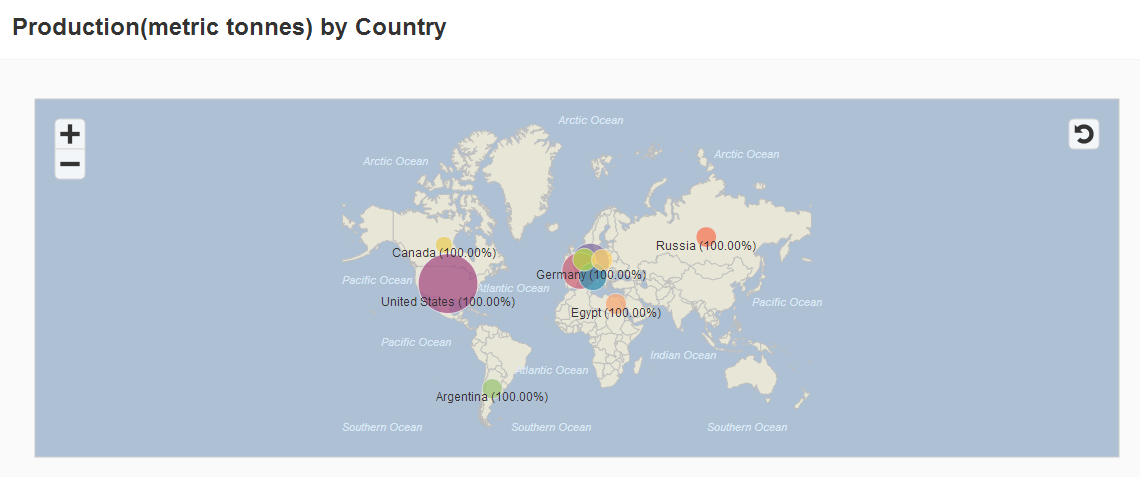 Production(metric tonnes) by Country
Arctic Ocean
Arctic Ocean
Arctic Ocean
Russia (100.00%)
Canada (100.00%)
Germany (100.00%)
Pacific Ocean
Atlantic Ocean
United States (100.00%)
Pacific Ocean
Egypt (100.00%)
Pacific Ocean
Indian Ocean
Atlantic Ocean
Argentina (100.00%)
Southern Ocean
Southern Ocean
Southern Ocean